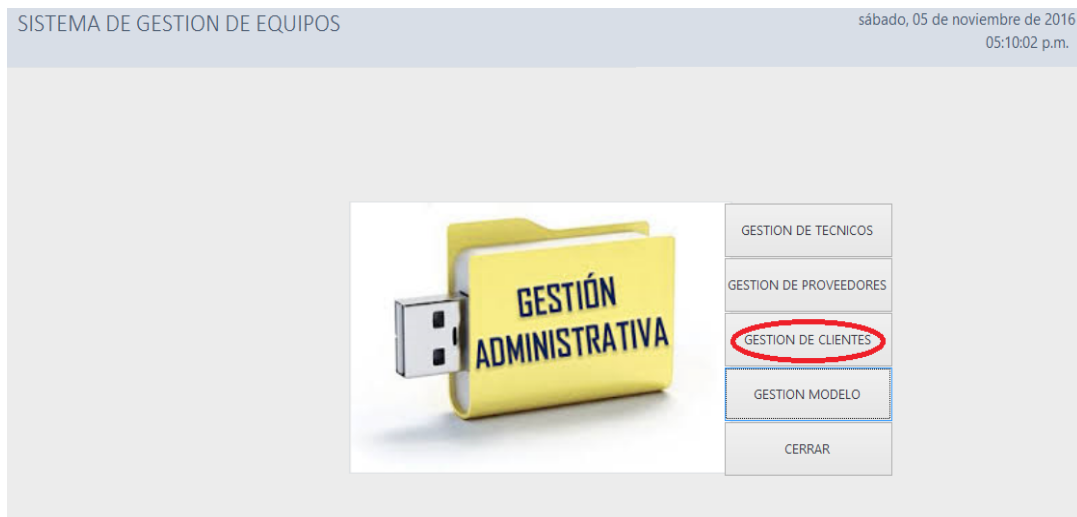 SISTEMA DE GESTION DE EQUIPOS
sábado, 05 de noviembre de 2016
05:10:02 p.m.
GESTIÓN
ADMINISTRATIVA
GESTION DE TECNICOS
GESTION DE PROVEEDORES
GESTION DE CLIENTES
GESTION MODELO
CERRAR